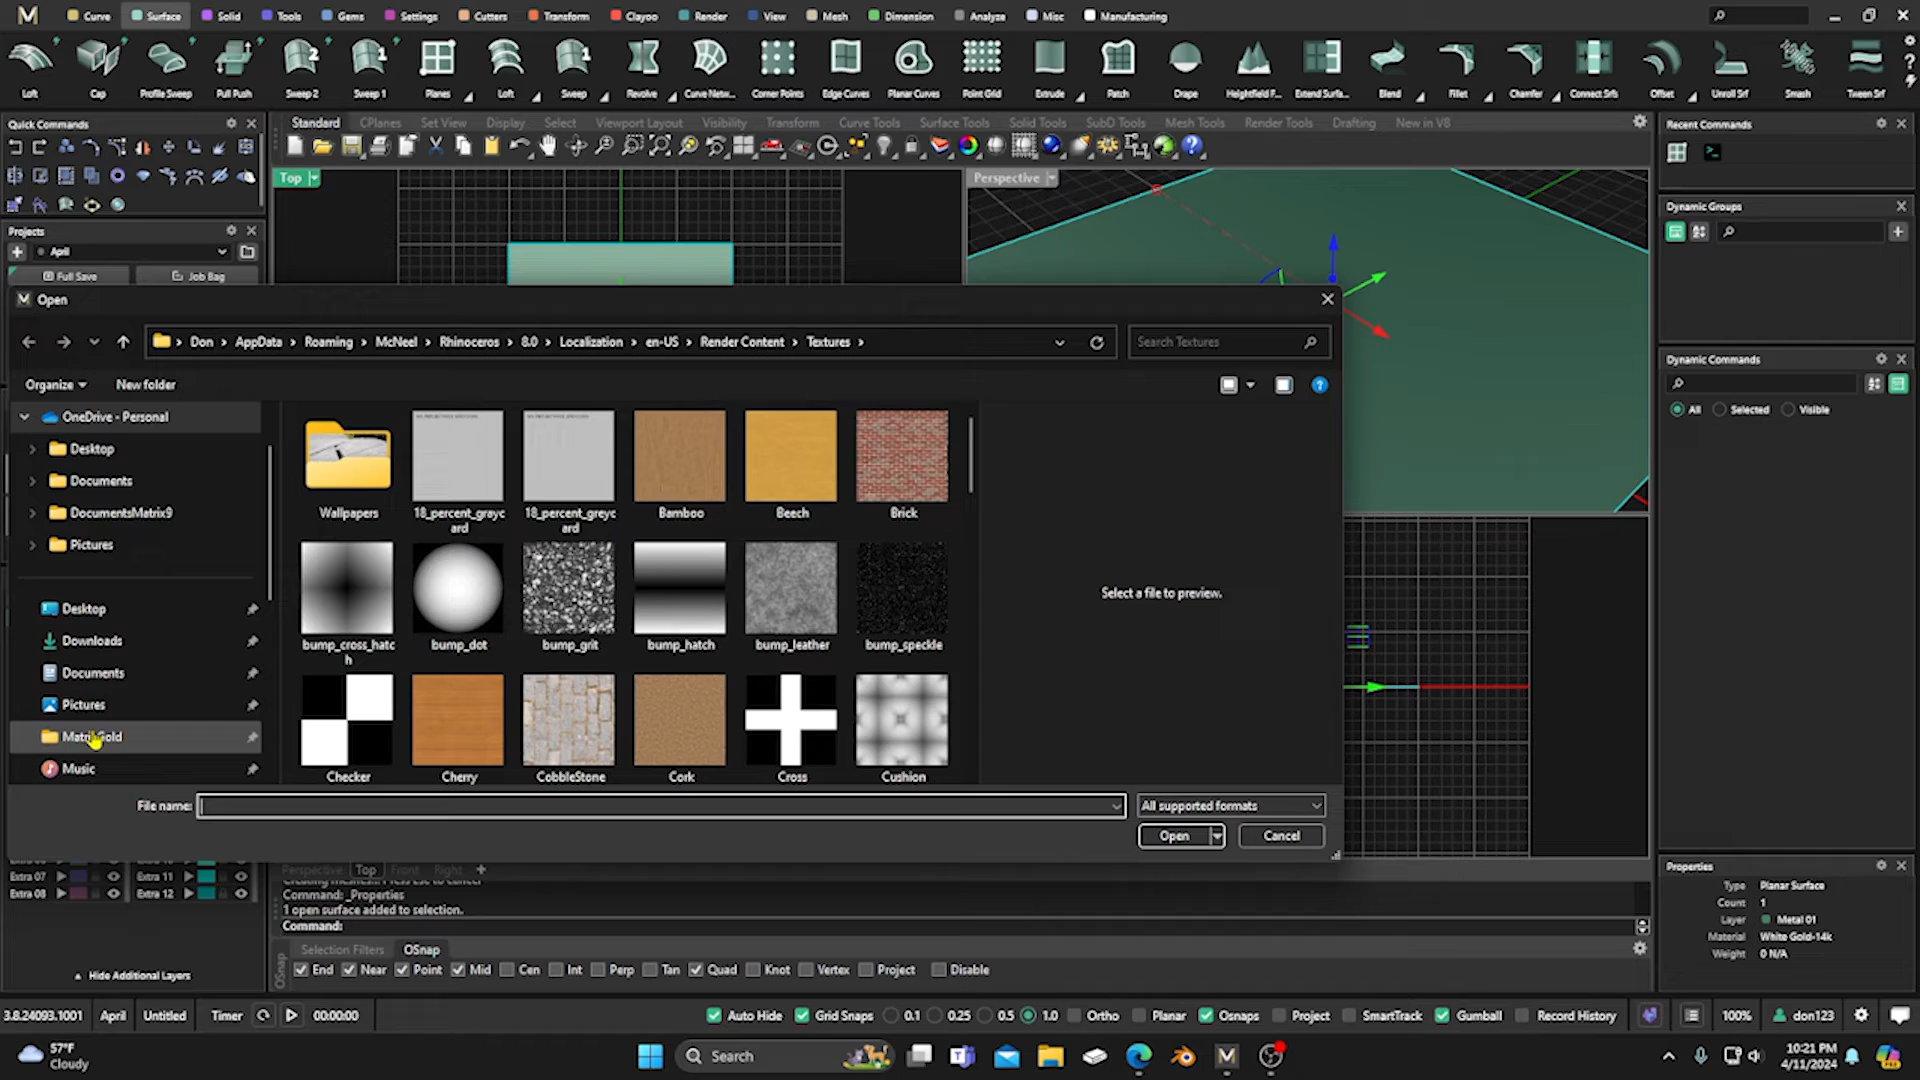 Curve Surface Solid Tools Gems Settings Cutters Transform Clayoo Render View Mesh Dimension Analyze Misc Manufacturing
Loft Cap Profile Sweep Pull Push Sweep 2 Sweep 1 Planes Loft Sweep Revolve Curve Netw... Corner Points Edge Curves Planar Curves Point Grid Extrude Patch Drape Heightfield F... Extend Surfa... Blend Fillet Chamfer Connect Srfs Offset Unroll Srf Smash Tween Srf
Quick Commands
Standard CPlanes Set View Display Select Viewport Layout Visibility Transform Curve Tools Surface Tools Solid Tools SubD Tools Mesh Tools Render Tools Drafting New in V8
Recent Commands
Top
Perspective
Dynamic Groups
Projects
April
Full Save Job Bag
Open
Don AppData Roaming McNeel Rhinoceros 8.0 Localization en-US Render Content Textures
Search Textures
Organize New folder
Dynamic Commands
All Selected Visible
OneDrive - Personal
Desktop
Documents
DocumentsMatrix9
Pictures
Desktop
Downloads
Documents
Pictures
Music
Wallpapers
18_percent_grayc
ard
18_percent_greyc
ard
Bamboo
Beech
Brick
bump_cross_hatc
h
bump_dot
bump_grit
bump_hatch
bump_leather
bump_speckle
Checker
Cherry
CobbleStone
Cork
Cross
Cushion
Select a file to preview.
File name:
All supported formats
Open
Cancel
Perspective Top Front Right
Extra 07 Extra 11
Extra 08 Extra 12
Hide Additional Layers
Command: _Properties
1 open surface added to selection.
Command:
Selection Filters OSnap
OSnap
End Near Point Mid Cen Int Perp Tan Quad Knot Vertex Project Disable
Properties
Type Planar Surface
Count 1
Layer Metal 01
Material White Gold-14k
Weight 0 N/A
3.8.24093.1001 April Untitled Timer 00:00:00 Auto Hide Grid Snaps 0.1 0.25 0.5 1.0 Ortho Planar Osnaps Project SmartTrack Gumball Record History 100% don123
57°F
Cloudy
Search
10:21 PM
4/11/2024